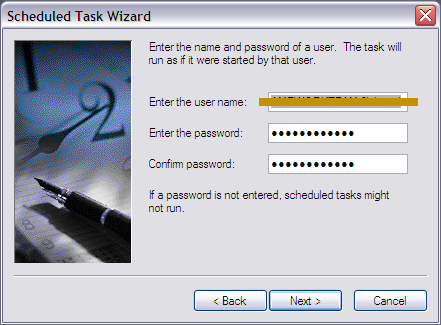 Scheduled Task Wizard
Enter the name and password of a user. The task will
run as if it were started by that user.
Enter the user name:
Enter the password: ●●●●●●●●●●●●
Confirm password: ●●●●●●●●●●●●
If a password is not entered, scheduled tasks might
not run.
< Back Next > Cancel